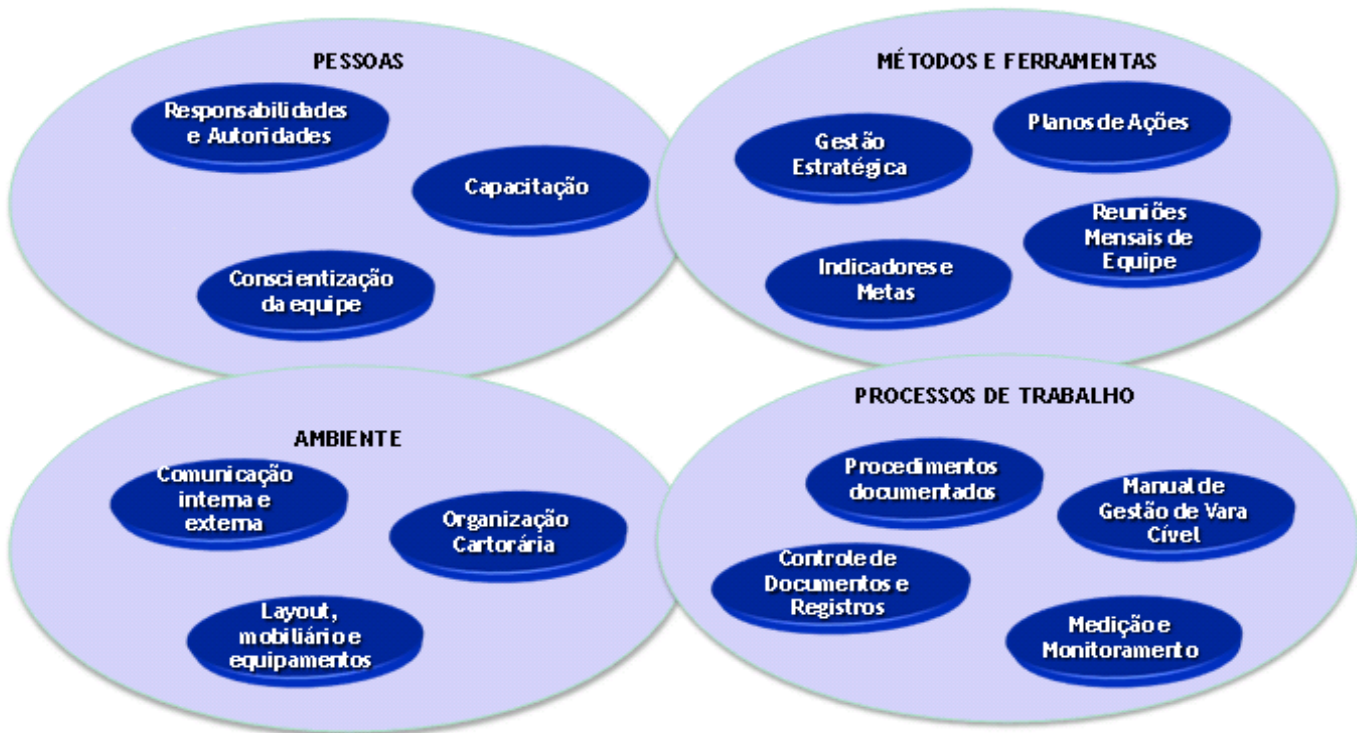 PESSOAS
Responsabilidades
e Autoridades
Capacitação
Conscientização
da equipe
MÉTODOS E FERRAMENTAS
Planos de Ações
Gestão
Estratégica
Reuniões
Mensais de
Equipe
Indicadores e
Metas
AMBIENTE
Comunicação
interna e
externa
Organização
Cartorária
Layout,
mobiliário e
equipamentos
PROCESSOS DE TRABALHO
Procedimentos
documentados
Manual de
Gestão de Vara
Cível
Controle de
Documentos e
Registros
Medição e
Monitoramento